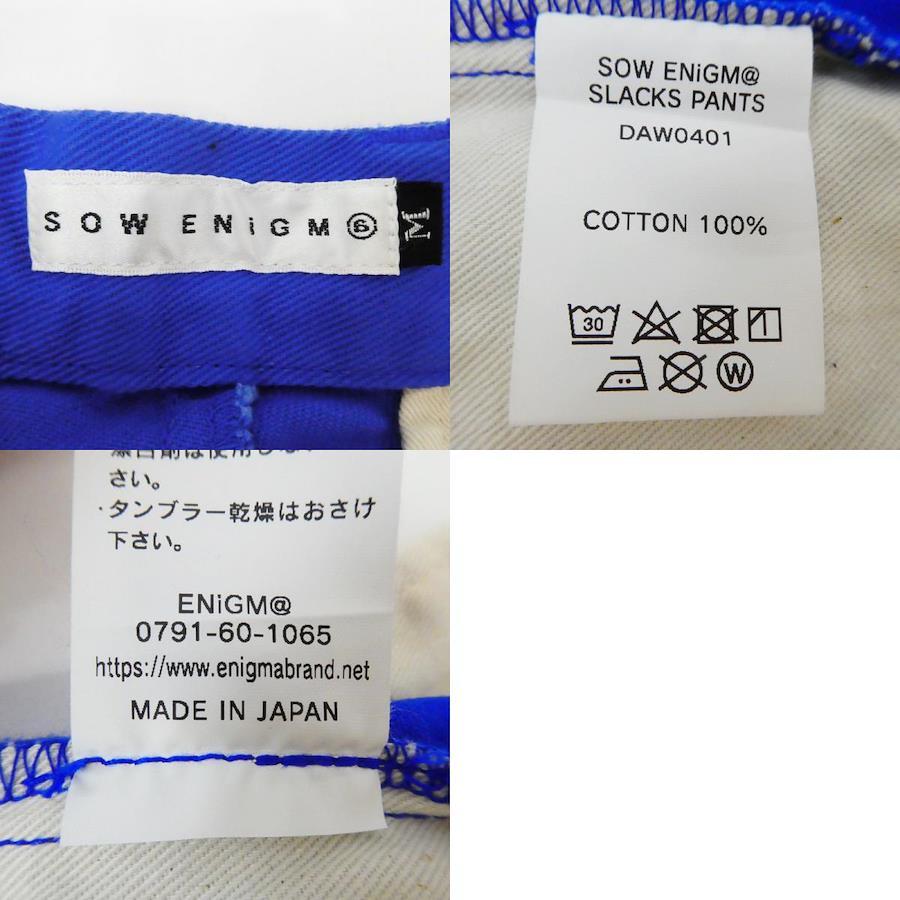 SOW ENiGM@
M
SOW ENiGM@
SLACKS PANTS
DAW0401
COTTON 100%
30
W
さい。
・タンブラー乾燥はおさけ
下さい。
ENiGM@
0791-60-1065
https://www.enigmabrand.net
MADE IN JAPAN